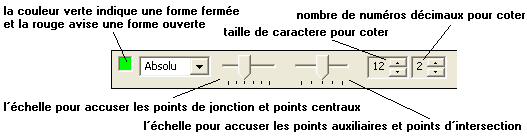 la couleur verte indique une forme fermée
et la rouge avise une forme ouverte
nombre de numéros décimaux pour coter
taille de caractere pour coter
Absolu
12
2
l´échelle pour accuser les points de jonction et points centraux
l´échelle pour accuser les points auxiliaires et points d´intersection